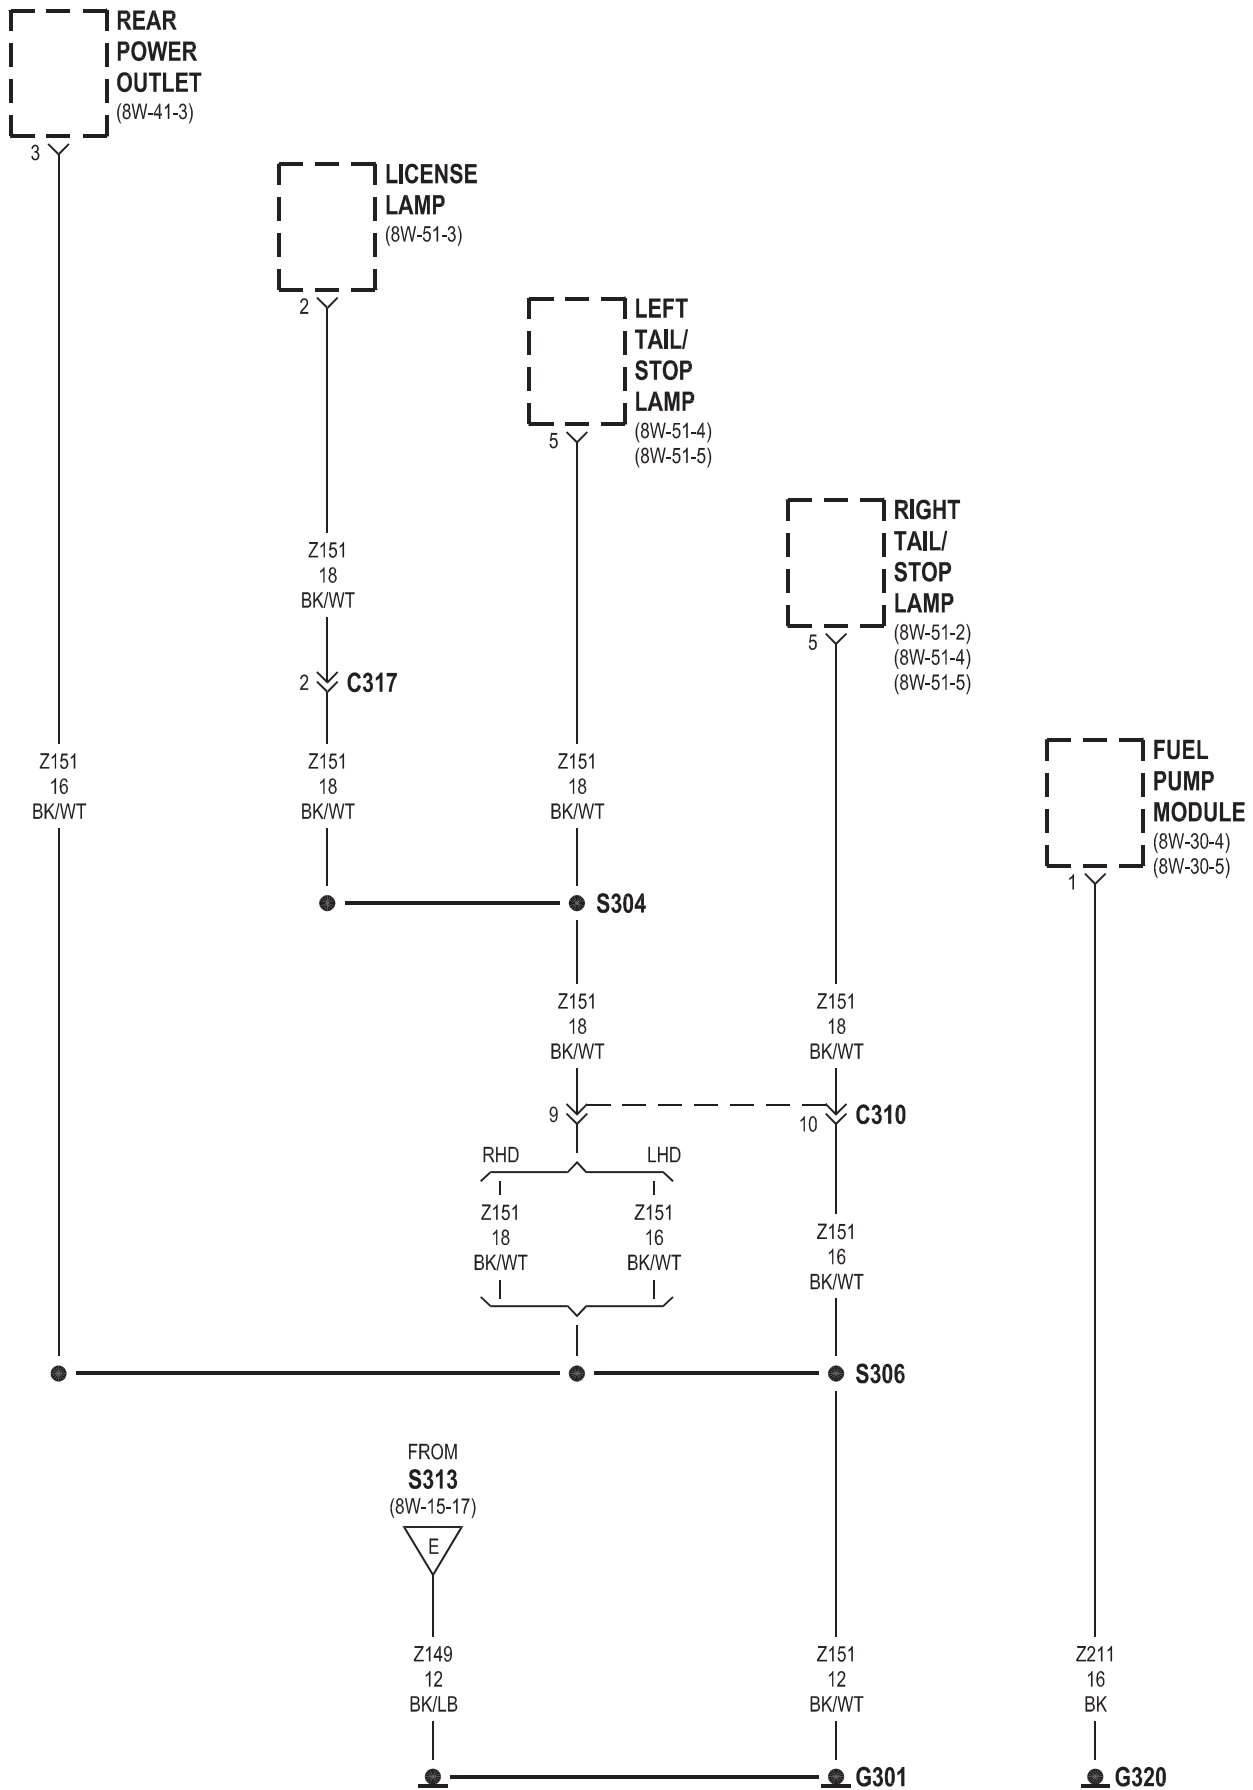 REAR
POWER
OUTLET
(8W-41-3)
3
LICENSE
LAMP
(8W-51-3)
2
LEFT
TAIL/
STOP
LAMP
(8W-51-4)
(8W-51-5)
5
RIGHT
TAIL/
STOP
LAMP
(8W-51-2)
(8W-51-4)
(8W-51-5)
5
Z151
18
BK/WT
2
C317
FUEL
PUMP
MODULE
(8W-30-4)
(8W-30-5)
1
Z151
16
BK/WT
Z151
18
BK/WT
Z151
18
BK/WT
S304
Z151
18
BK/WT
Z151
18
BK/WT
9
10
C310
RHD
LHD
Z151
18
BK/WT
Z151
16
BK/WT
Z151
16
BK/WT
S306
FROM
S313
(8W-15-17)
E
Z149
12
BK/LB
Z151
12
BK/WT
Z211
16
BK
G301
G320